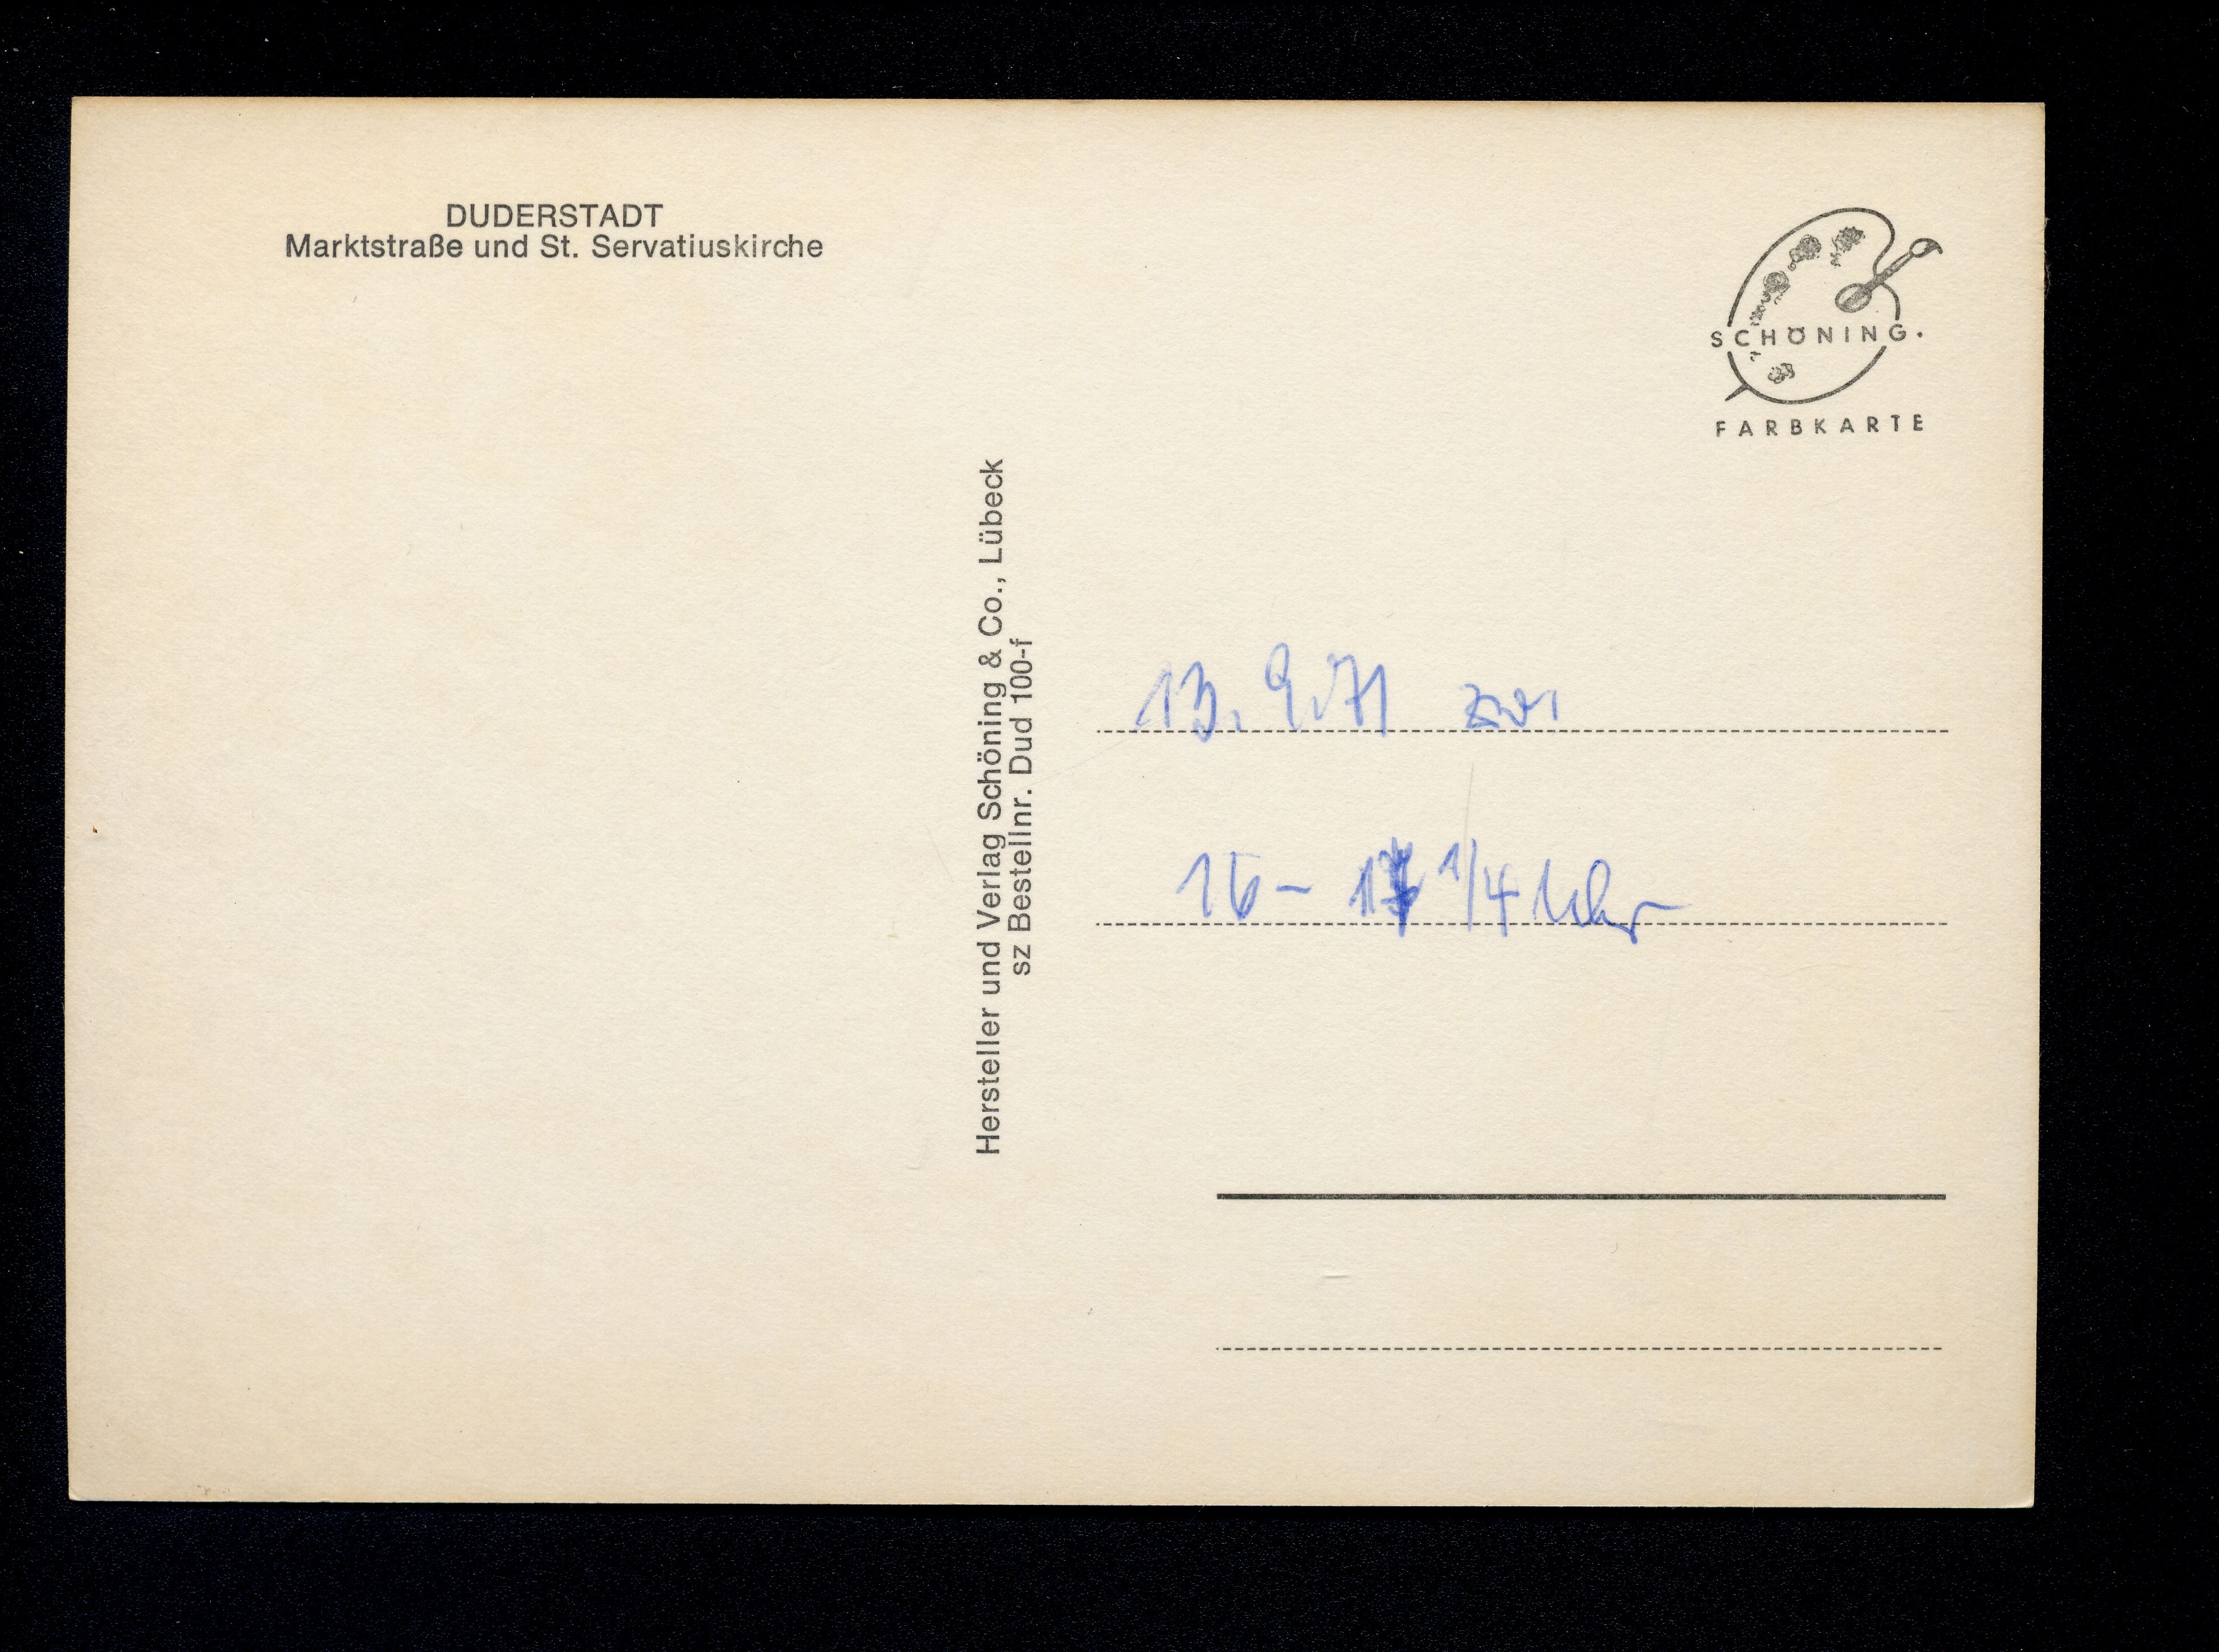 DUDERSTADT
Marktstraße und St. Servatiuskirche
SCHÖNING.
FARBKARTE
Hersteller und Verlag Schöning & Co., Lübeck
sz Bestellnr. Dud 100-f
13. 9.71
16 - 17 1/4 Uhr